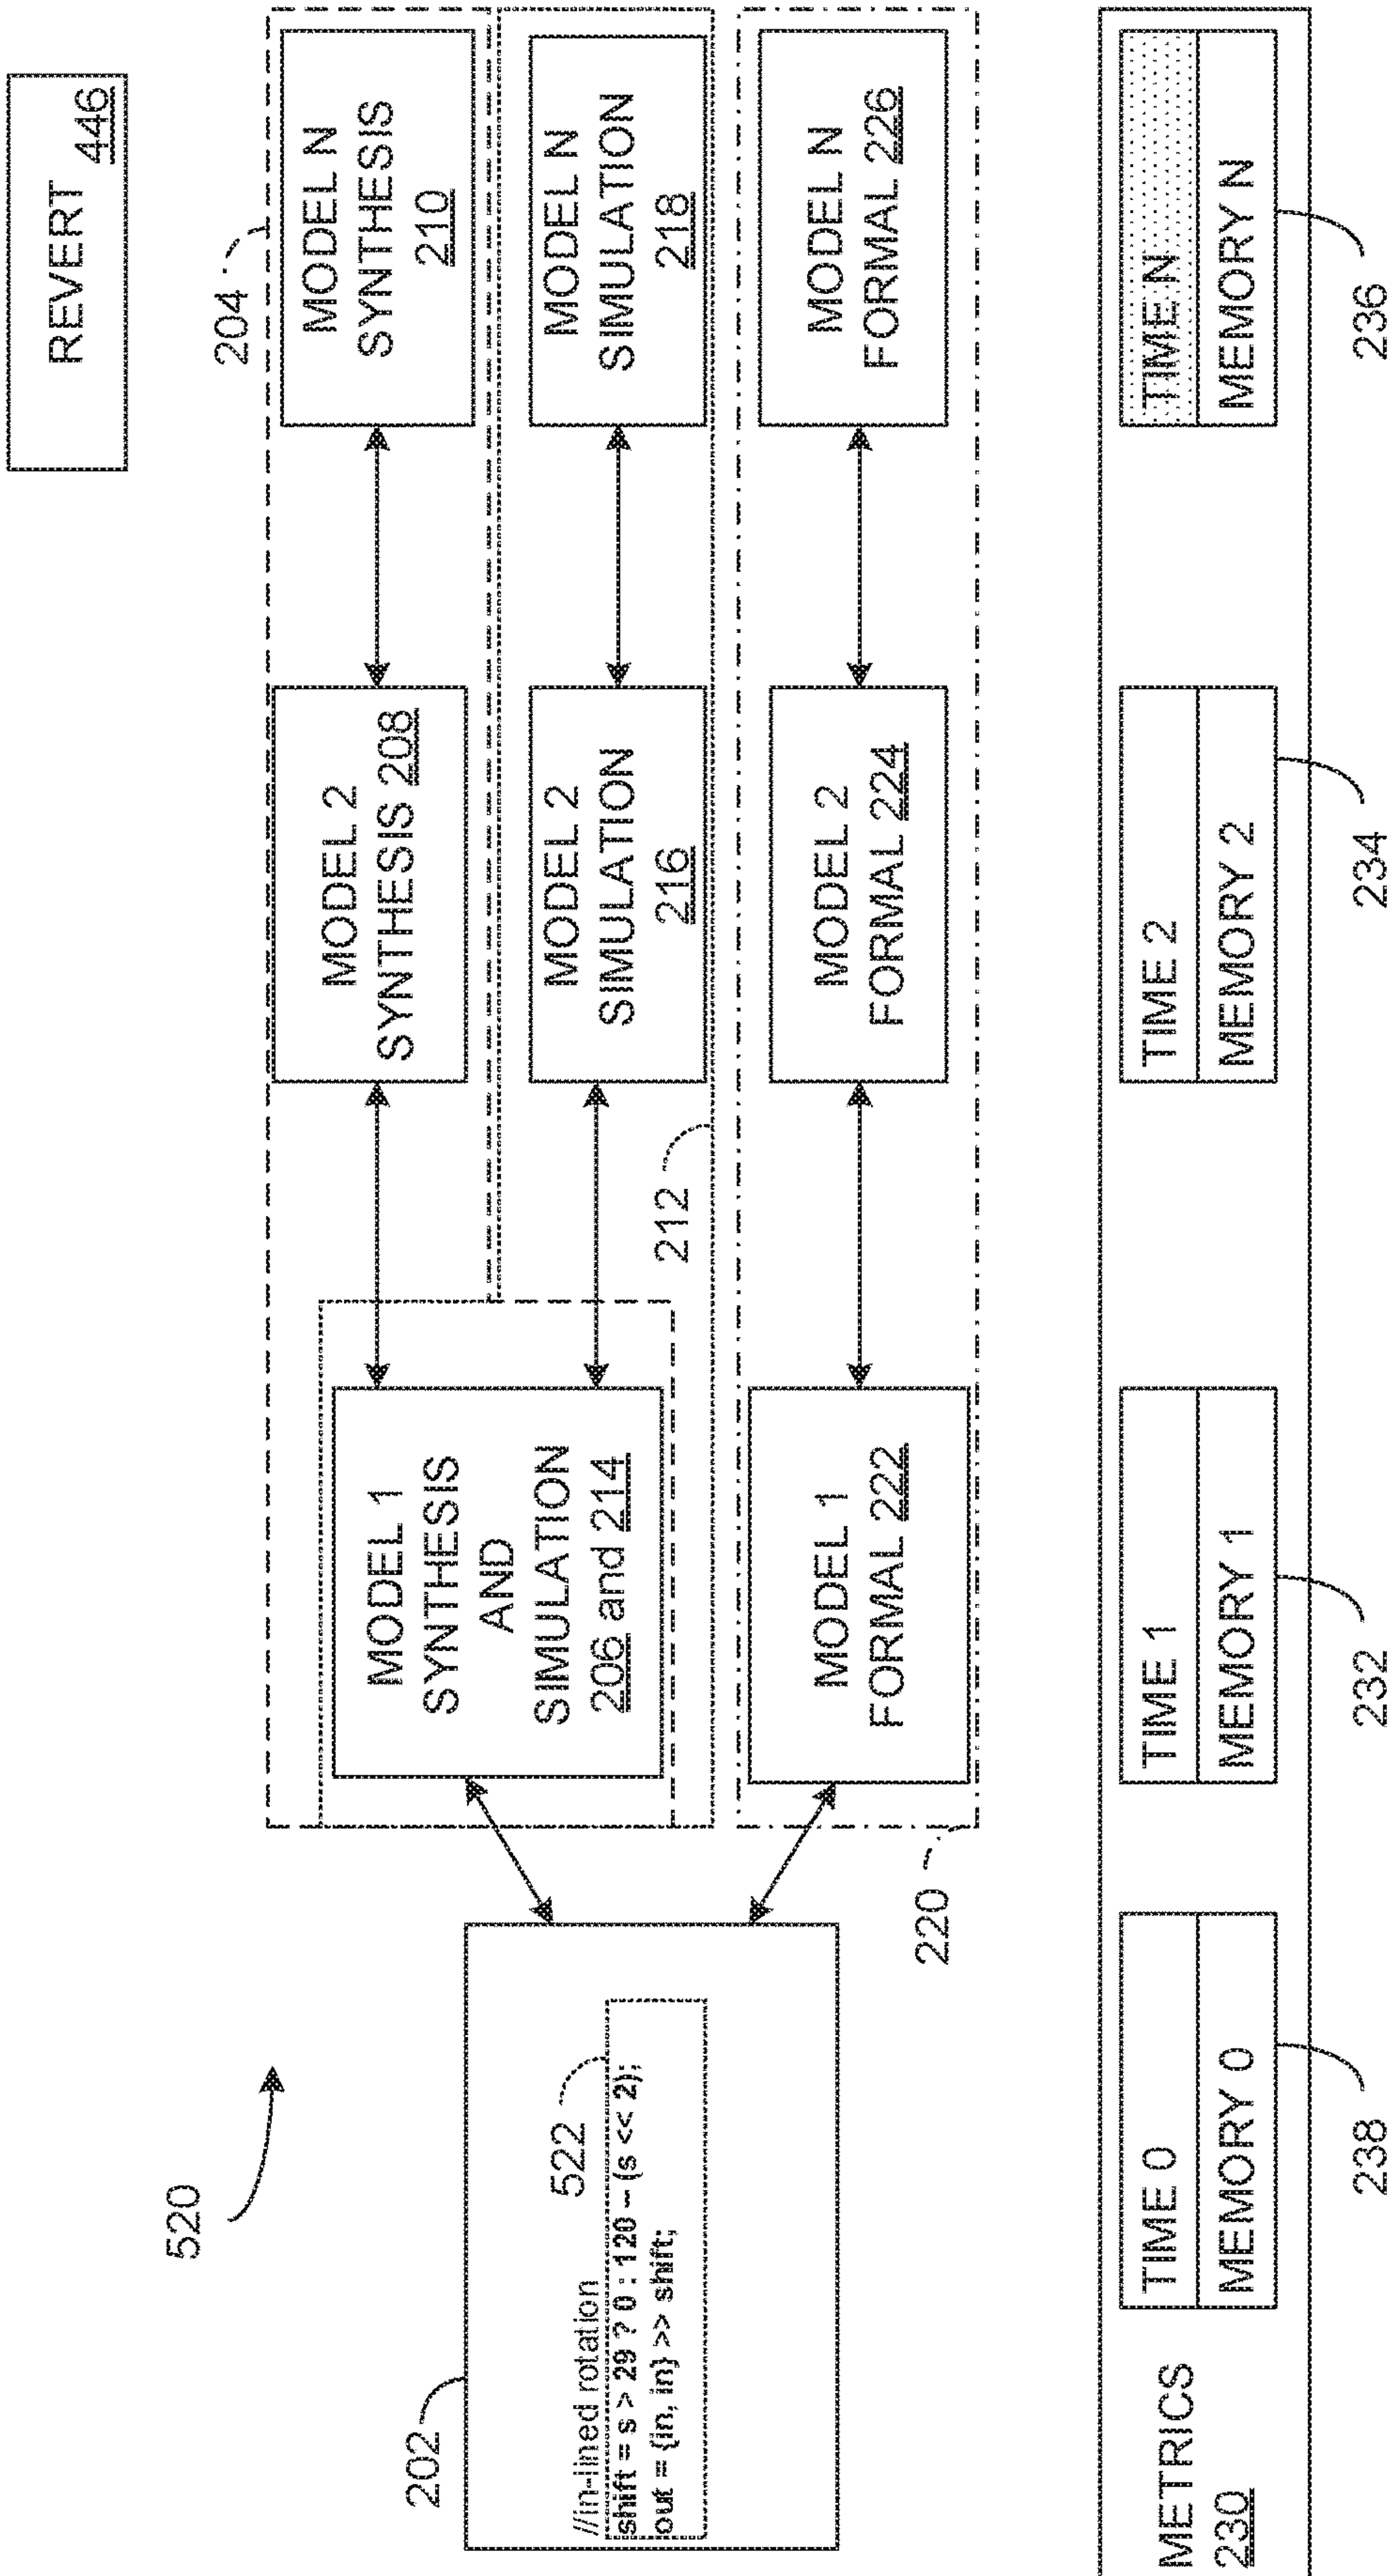 REVERT
446
520
204
202
//in-lined rotation
522
shift = s > 29 ? 0 : 120 – (s << 2);
out = {in, in} >> shift;
MODEL 1
SYNTHESIS
AND
SIMULATION
206 and 214
MODEL 2
SYNTHESIS 208
MODEL N
SYNTHESIS
210
MODEL 2
SIMULATION
216
MODEL N
SIMULATION
218
212
MODEL 1
FORMAL 222
MODEL 2
FORMAL 224
MODEL N
FORMAL 226
220
METRICS
230
TIME 0
MEMORY 0
TIME 1
MEMORY 1
TIME 2
MEMORY 2
TIME N
MEMORY N
238
232
234
236